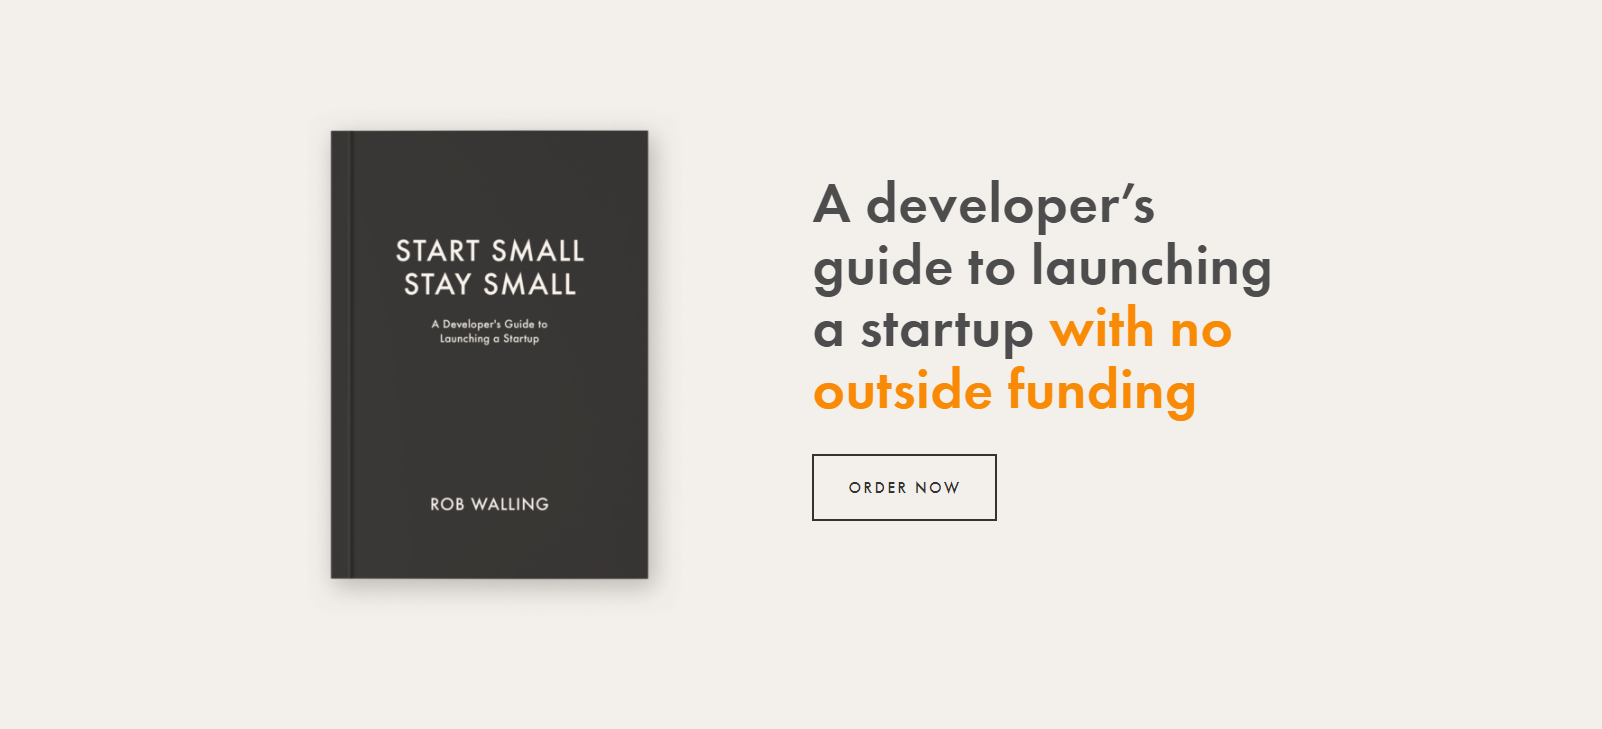 START SMALL
STAY SMALL
A Developer's Guide to
Launching a Startup
ROB WALLING
A developer’s
guide to launching
a startup with no
outside funding
ORDER NOW